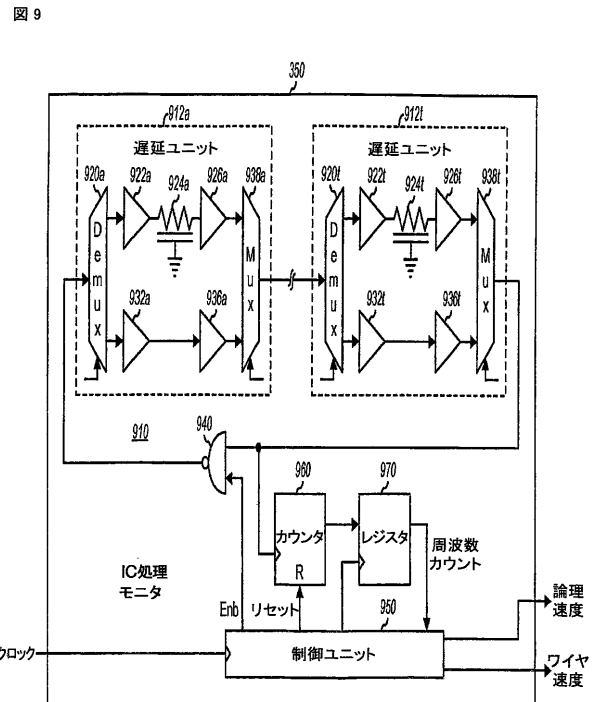 図 9
350
912a
912t
遅延ユニット
遅延ユニット
920a
922a
924a
926a
938a
920t
922t
924t
926t
938t
Demux
Mux
Demux
Mux
932a
936a
932t
936t
910
940
960
970
カウンタ
R
レジスタ
周波数
カウント
IC処理
モニタ
Enb
リセット
950
制御ユニット
クロック
論理
速度
ワイヤ
速度